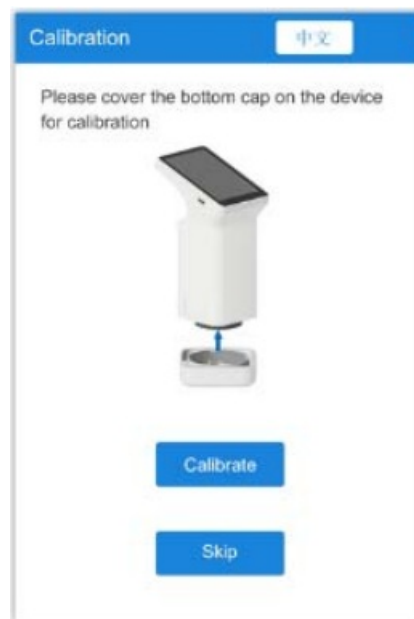 Calibration
中文
Please cover the bottom cap on the device
for calibration
Calibrate
Skip